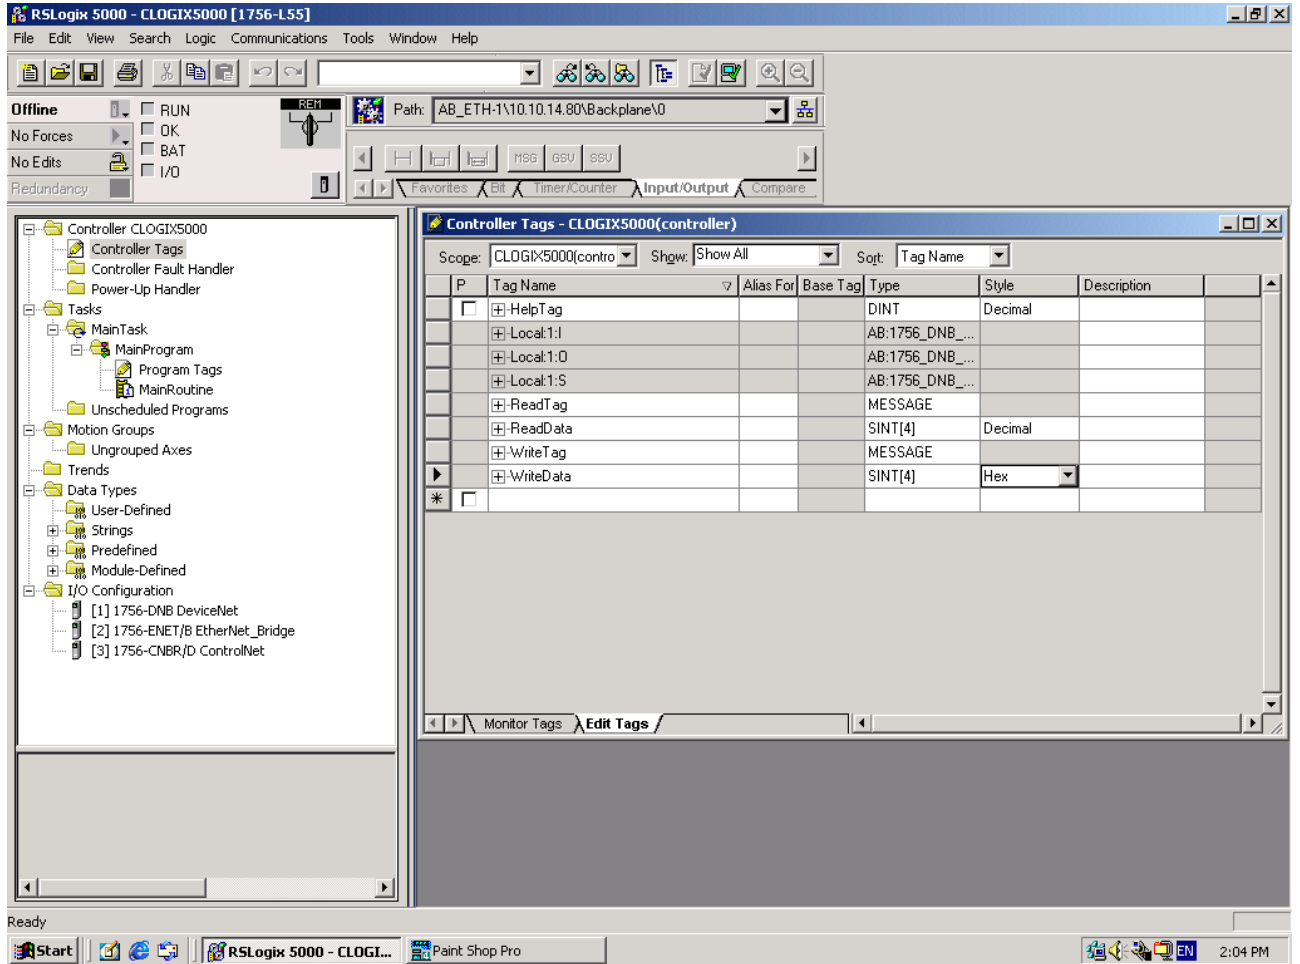 RSLogix 5000 - CLOGIX5000 [1756-L55]
File Edit View Search Logic Communications Tools Window Help
Offline
RUN
REM
Path: AB_ETH-1\10.10.14.80\Backplane\0
No Forces
OK
BAT
No Edits
I/O
MSG GSV SSV
Redundancy
Favorites Bit Timer/Counter Input/Output Compare
Controller CLOGIX5000
Controller Tags
Controller Fault Handler
Power-Up Handler
Tasks
MainTask
MainProgram
Program Tags
MainRoutine
Unscheduled Programs
Motion Groups
Ungrouped Axes
Trends
Data Types
User-Defined
Strings
Predefined
Module-Defined
I/O Configuration
[1] 1756-DNB DeviceNet
[2] 1756-ENET/B EtherNet_Bridge
[3] 1756-CNBR/D ControlNet
Controller Tags - CLOGIX5000(controller)
Scope: CLOGIX5000(contro Show: Show All Sort: Tag Name
P Tag Name Alias For Base Tag Type Style Description
HelpTag DINT Decimal
Local:1:I AB:1756_DNB_...
Local:1:O AB:1756_DNB_...
Local:1:S AB:1756_DNB_...
ReadTag MESSAGE
ReadData SINT[4] Decimal
WriteTag MESSAGE
WriteData SINT[4] Hex
Monitor Tags Edit Tags
Ready
Start RSLogix 5000 - CLOGI... Paint Shop Pro EN 2:04 PM